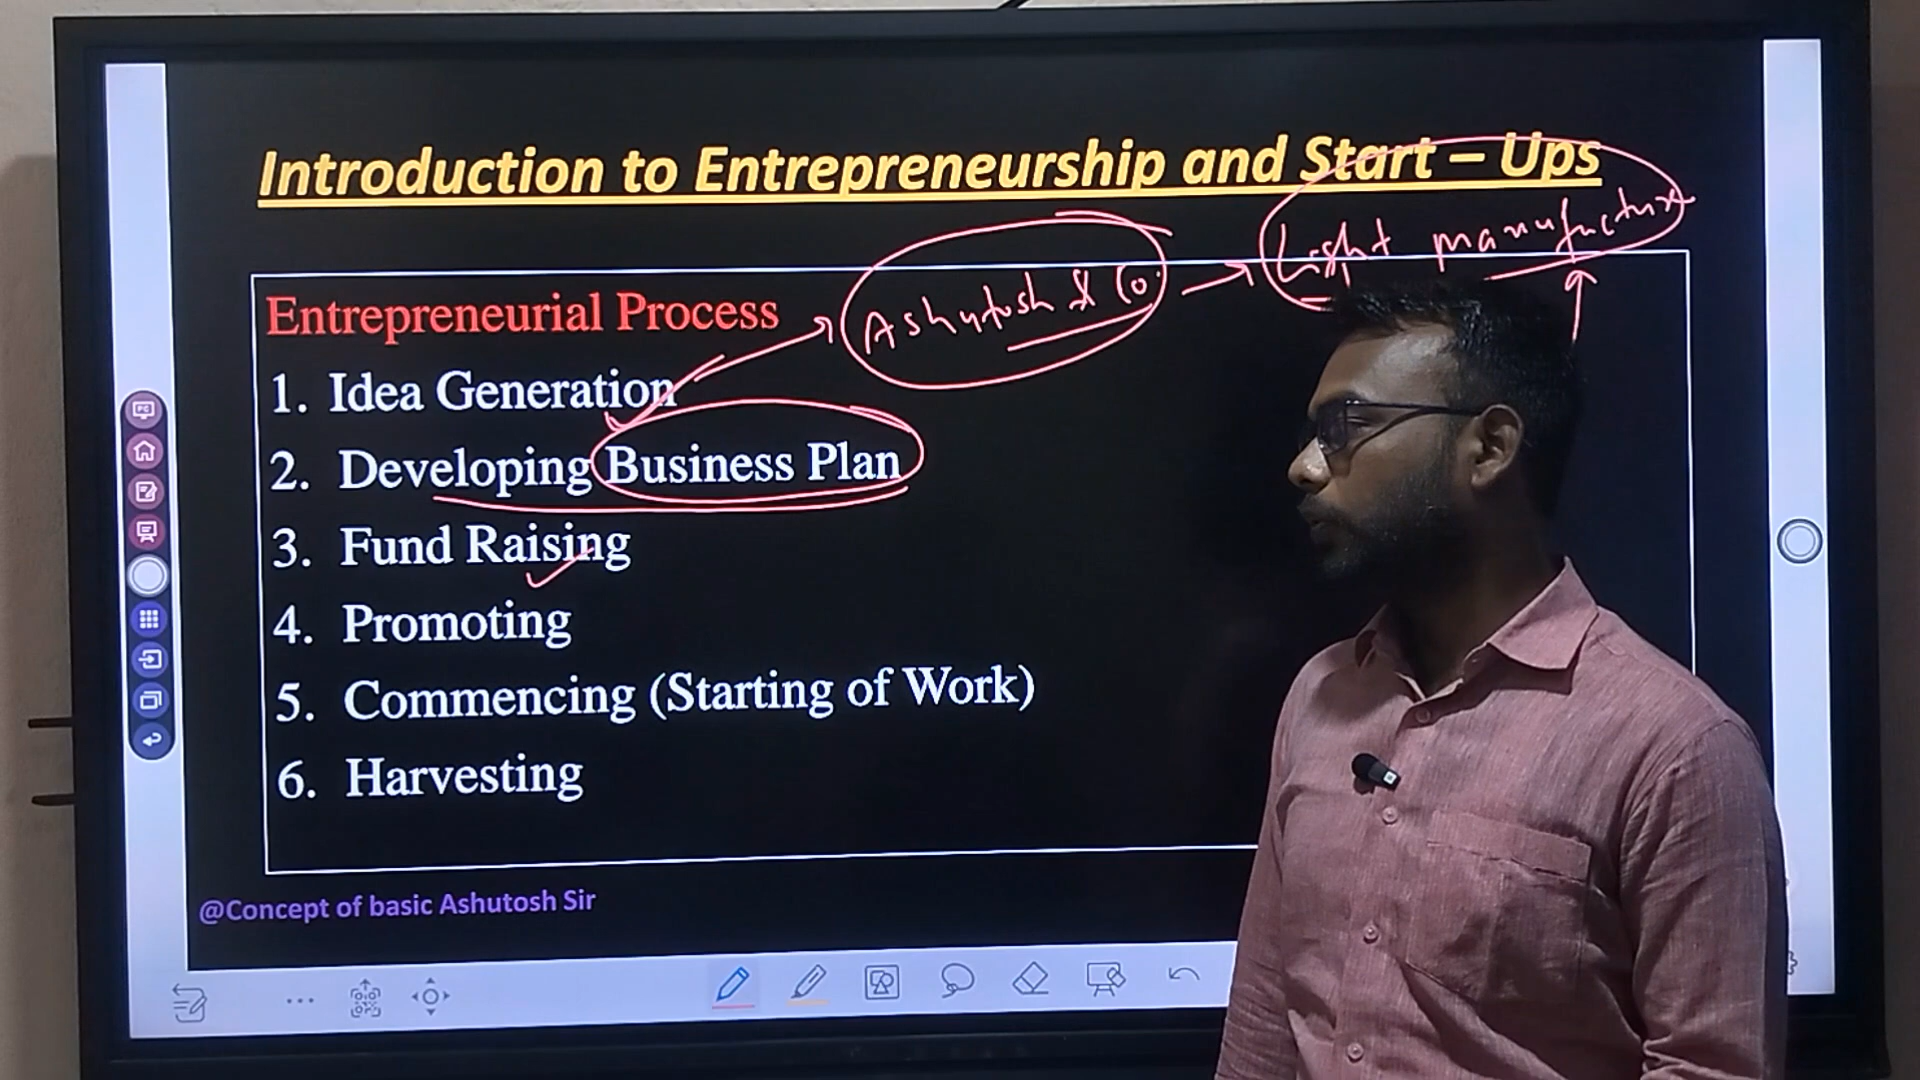 Introduction to Entrepreneurship and Start – Ups
Light manufacture
Ashutosh & Co.
Entrepreneurial Process
1. Idea Generation
2. Developing Business Plan
3. Fund Raising
4. Promoting
5. Commencing (Starting of Work)
6. Harvesting
@Concept of basic Ashutosh Sir